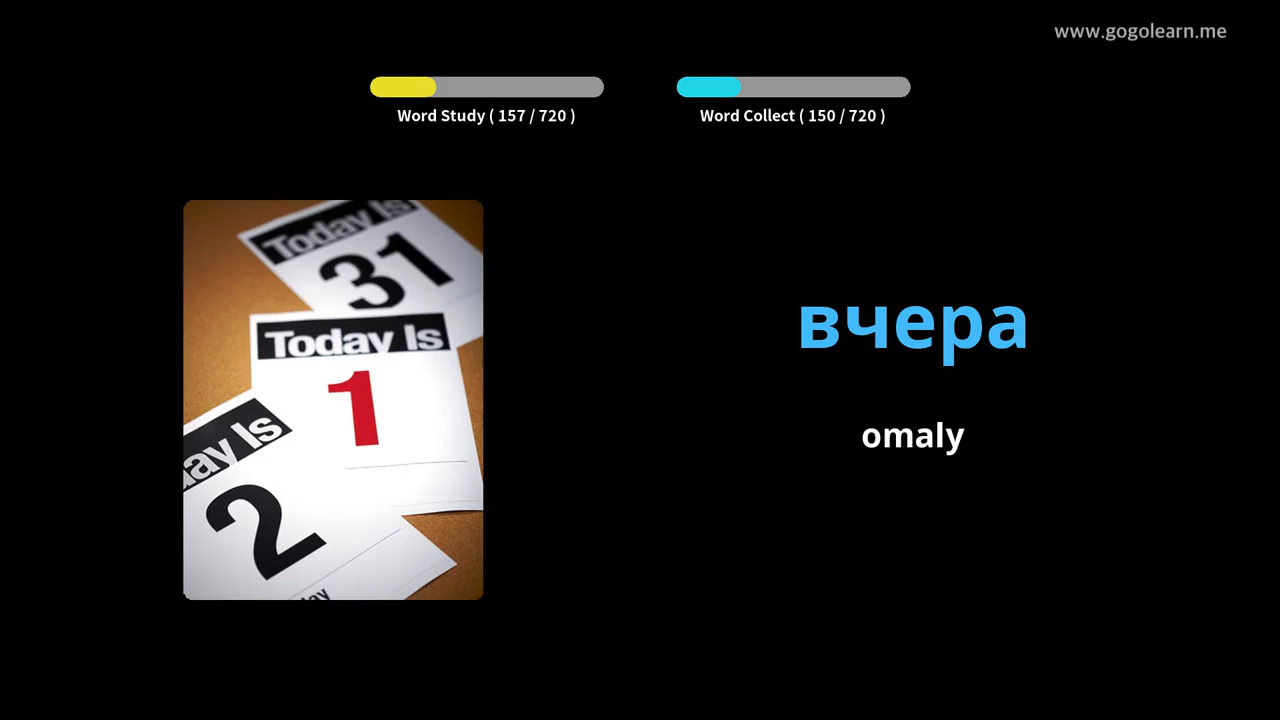 www.gogolearn.me
Word Study ( 157 / 720 )
Word Collect ( 150 / 720 )
Today Is
31
Today Is
1
ay Is
2
day
вчера
omaly